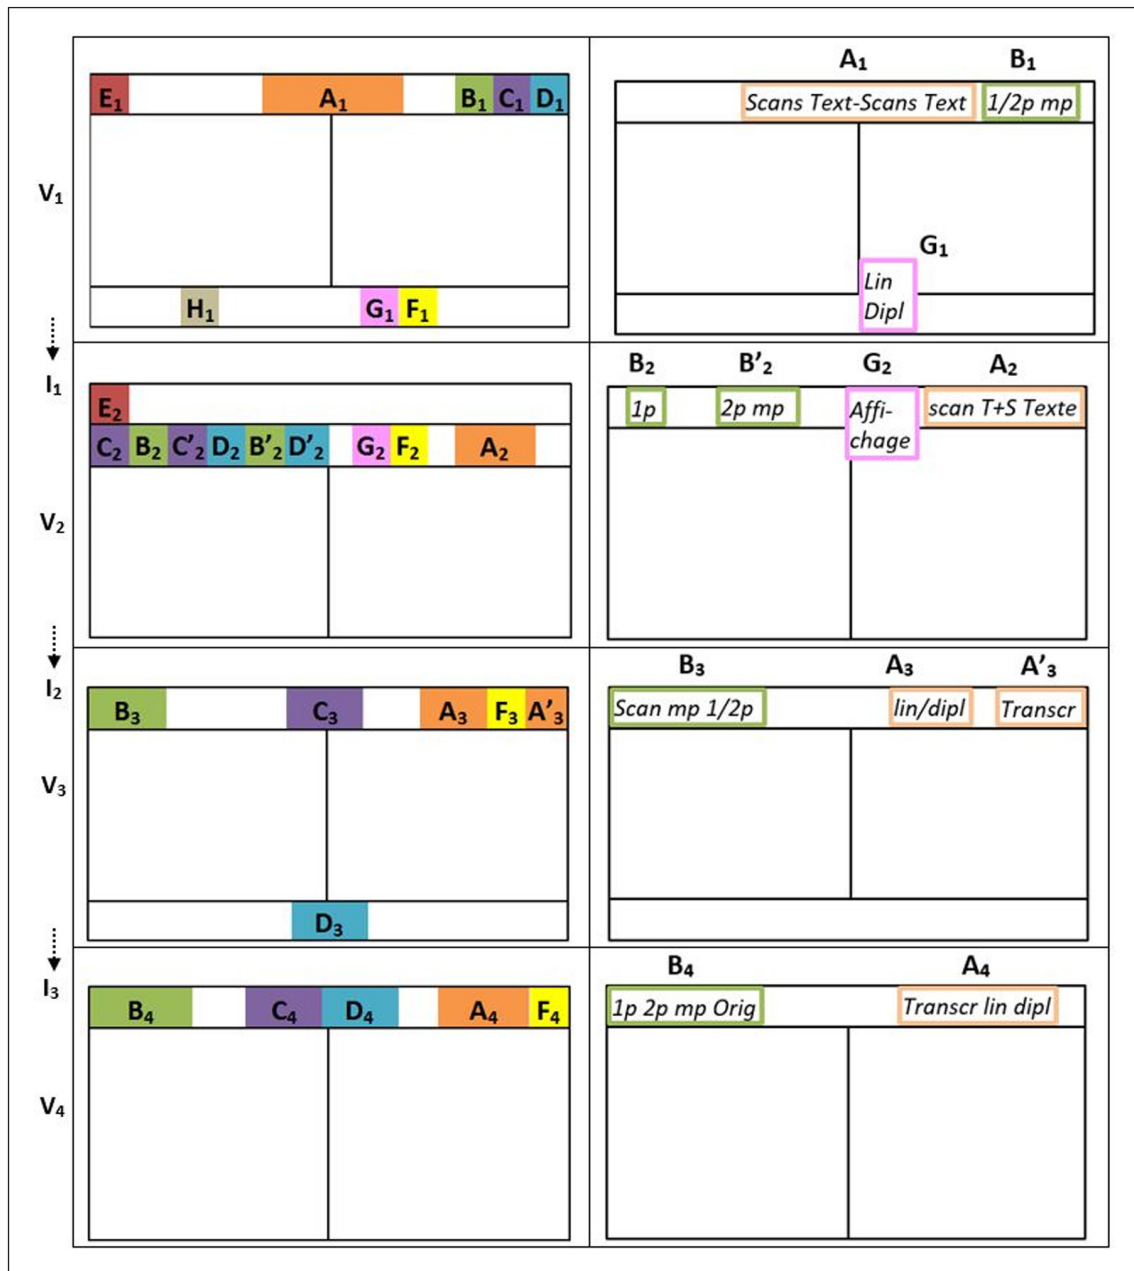 A₁ B₁
E₁ A₁ B₁ C₁ D₁ Scans Text-Scans Text 1/2p mp
V₁
G₁
Lin
H₁ G₁ F₁ Dipl
I₁
B₂ B’₂ G₂ A₂
E₂ 1p 2p mp Affi- scan T+S Texte
C₂ B₂ C’₂ D₂ B’₂ D’₂ G₂ F₂ A₂ chage
V₂
I₂
B₃ A₃ A’₃
B₃ C₃ A₃ F₃ A’₃ Scan mp 1/2p lin/dipl Transcr
V₃
D₃
I₃
B₄ A₄
B₄ C₄ D₄ A₄ F₄ 1p 2p mp Orig Transcr lin dipl
V₄